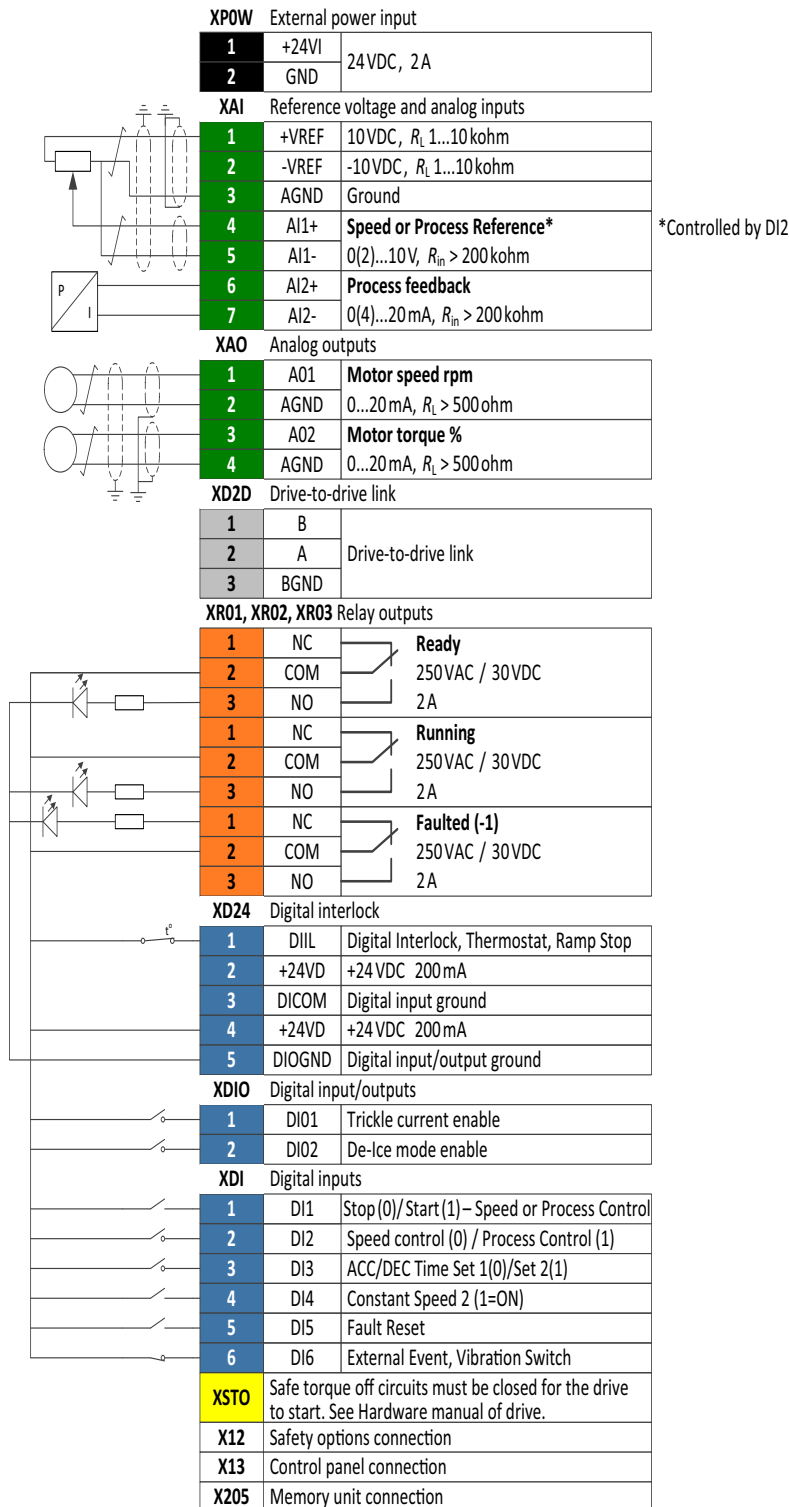 XPOW External power input
1 +24VI 24VDC, 2A
2 GND
XAI Reference voltage and analog inputs
1 +VREF 10VDC, RL 1...10kohm
2 -VREF -10VDC, RL 1...10kohm
3 AGND Ground
4 AI1+ Speed or Process Reference* *Controlled by DI2
5 AI1- 0(2)...10V, Rin > 200kohm
P
I
6 AI2+ Process feedback
7 AI2- 0(4)...20mA, Rin > 200kohm
XAO Analog outputs
1 A01 Motor speed rpm
2 AGND 0...20mA, RL > 500ohm
3 A02 Motor torque %
4 AGND 0...20mA, RL > 500ohm
XD2D Drive-to-drive link
1 B
2 A Drive-to-drive link
3 BGND
XR01, XR02, XR03 Relay outputs
1 NC Ready
2 COM 250VAC / 30VDC
3 NO 2A
1 NC Running
2 COM 250VAC / 30VDC
3 NO 2A
1 NC Faulted (-1)
2 COM 250VAC / 30VDC
3 NO 2A
XD24 Digital interlock
t°
1 DIIL Digital Interlock, Thermostat, Ramp Stop
2 +24VD +24VDC 200mA
3 DICOM Digital input ground
4 +24VD +24VDC 200mA
5 DIOGND Digital input/output ground
XDIO Digital input/outputs
1 DI01 Trickle current enable
2 DI02 De-Ice mode enable
XDI Digital inputs
1 DI1 Stop(0)/Start(1)–Speed or Process Control
2 DI2 Speed control (0) / Process Control (1)
3 DI3 ACC/DEC Time Set 1(0)/Set 2(1)
4 DI4 Constant Speed 2 (1=ON)
5 DI5 Fault Reset
6 DI6 External Event, Vibration Switch
XSTO Safe torque off circuits must be closed for the drive
to start. See Hardware manual of drive.
X12 Safety options connection
X13 Control panel connection
X205 Memory unit connection